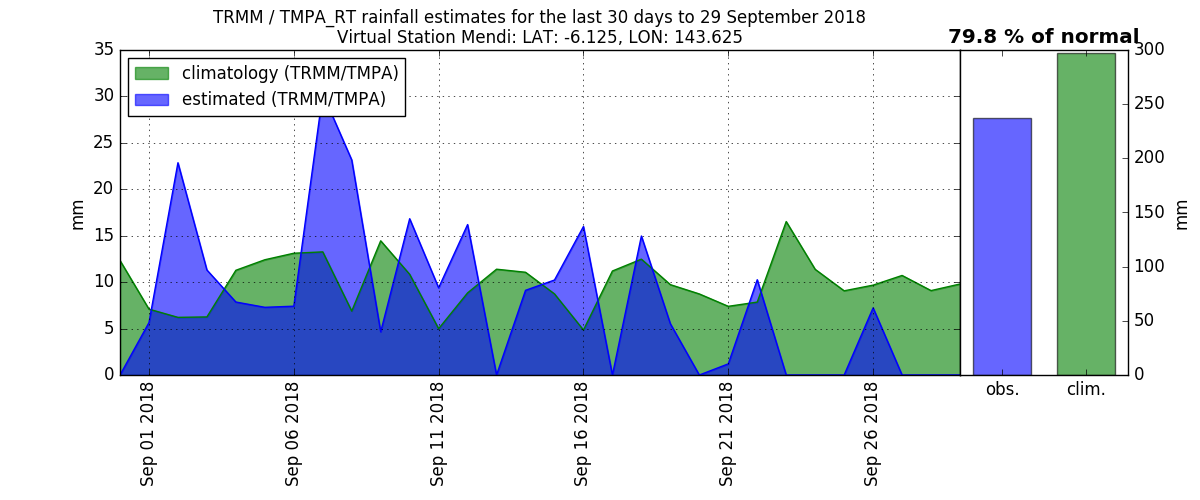 TRMM / TMPA_RT rainfall estimates for the last 30 days to 29 September 2018
Virtual Station Mendi: LAT: -6.125, LON: 143.625
79.8 % of normal
climatology (TRMM/TMPA)
estimated (TRMM/TMPA)
35
30
25
20
15
10
5
0
mm
Sep 01 2018
Sep 06 2018
Sep 11 2018
Sep 16 2018
Sep 21 2018
Sep 26 2018
300
250
200
150
100
50
0
mm
obs.
clim.